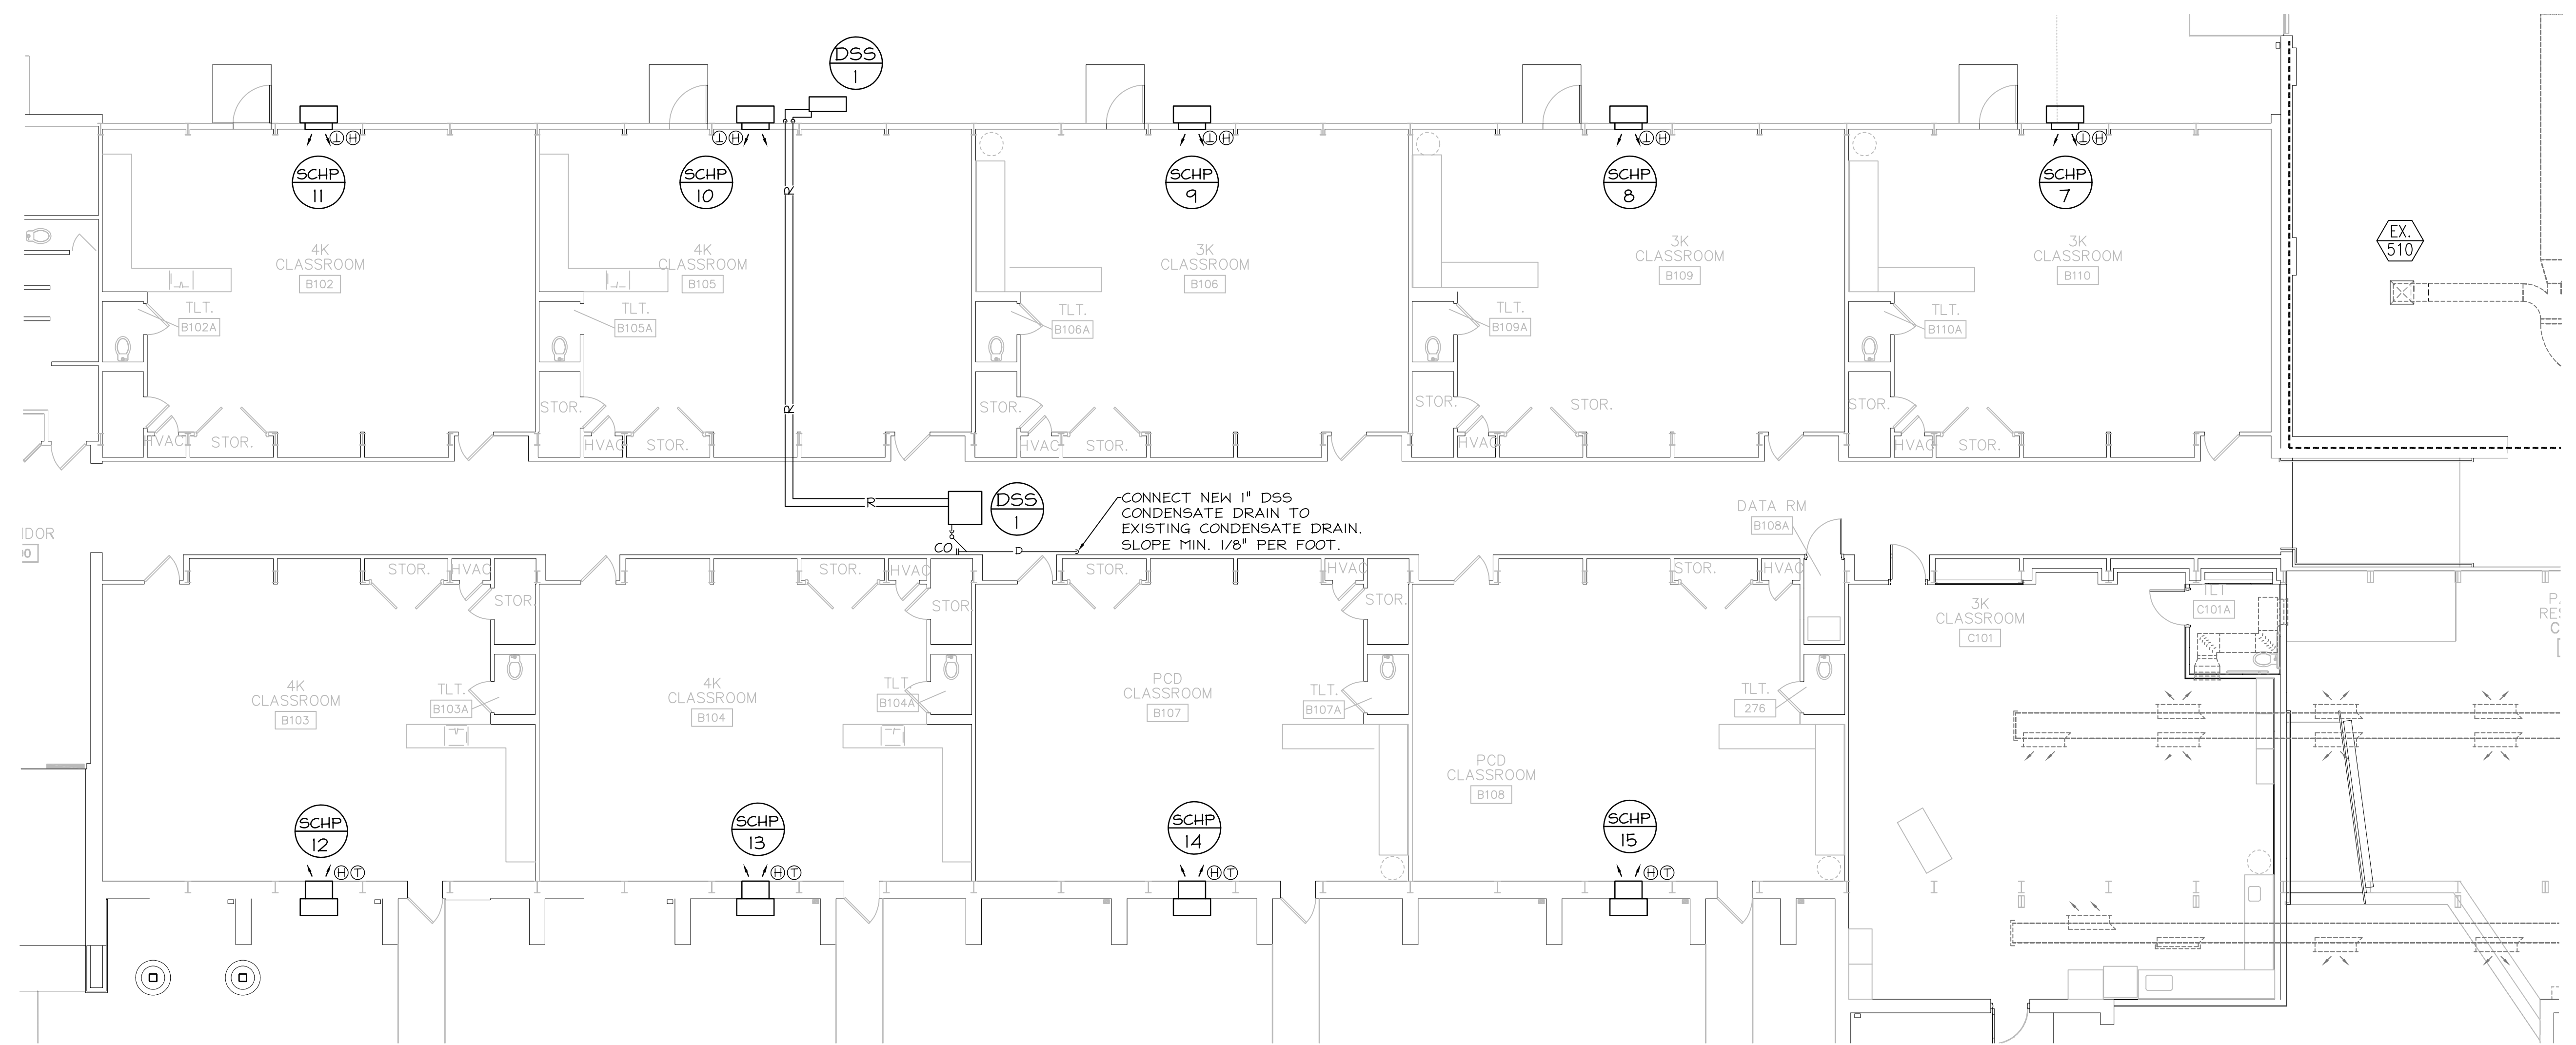 DSS
1
T H
H T
T H
T H
T H
SCHP
11
SCHP
10
SCHP
9
SCHP
8
SCHP
7
R
R
R
EX.
510
4K
CLASSROOM
B102
4K
CLASSROOM
B105
3K
CLASSROOM
B106
3K
CLASSROOM
B109
3K
CLASSROOM
B110
TLT.
B102A
TLT.
B105A
TLT.
B106A
TLT.
B109A
TLT.
B110A
HVAC
STOR.
STOR.
HVAC
STOR.
STOR.
HVAC
STOR.
STOR.
HVAC
STOR.
STOR.
HVAC
STOR.
DSS
1
CONNECT NEW 1" DSS
CONDENSATE DRAIN TO
EXISTING CONDENSATE DRAIN.
SLOPE MIN. 1/8" PER FOOT.
CO
D
DATA RM
B108A
STOR.
HVAC
STOR.
STOR.
HVAC
STOR.
STOR.
HVAC
STOR.
STOR.
HVAC
3K
CLASSROOM
C101
TLT
C101A
4K
CLASSROOM
B103
TLT.
B103A
4K
CLASSROOM
B104
TLT.
B104A
PCD
CLASSROOM
B107
TLT.
B107A
PCD
CLASSROOM
B108
TLT.
276
SCHP
12
SCHP
13
SCHP
14
SCHP
15
H T
H T
H T
H T